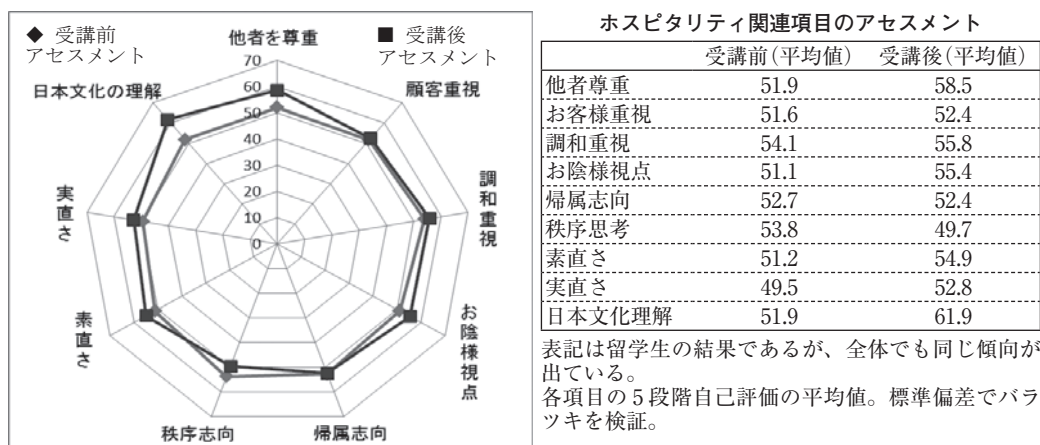 ◆ 受講前
アセスメント
■ 受講後
アセスメント
他者を尊重
顧客重視
調和重視
お陰様視点
帰属志向
秩序志向
素直さ
実直さ
日本文化の理解
70
60
50
40
30
20
10
0
ホスピタリティ関連項目のアセスメント
受講前(平均値) 受講後(平均値)
他者尊重 51.9 58.5
お客様重視 51.6 52.4
調和重視 54.1 55.8
お陰様視点 51.1 55.4
帰属志向 52.7 52.4
秩序思考 53.8 49.7
素直さ 51.2 54.9
実直さ 49.5 52.8
日本文化理解 51.9 61.9
表記は留学生の結果であるが、全体でも同じ傾向が
出ている。
各項目の5段階自己評価の平均値。標準偏差でバラ
ツキを検証。